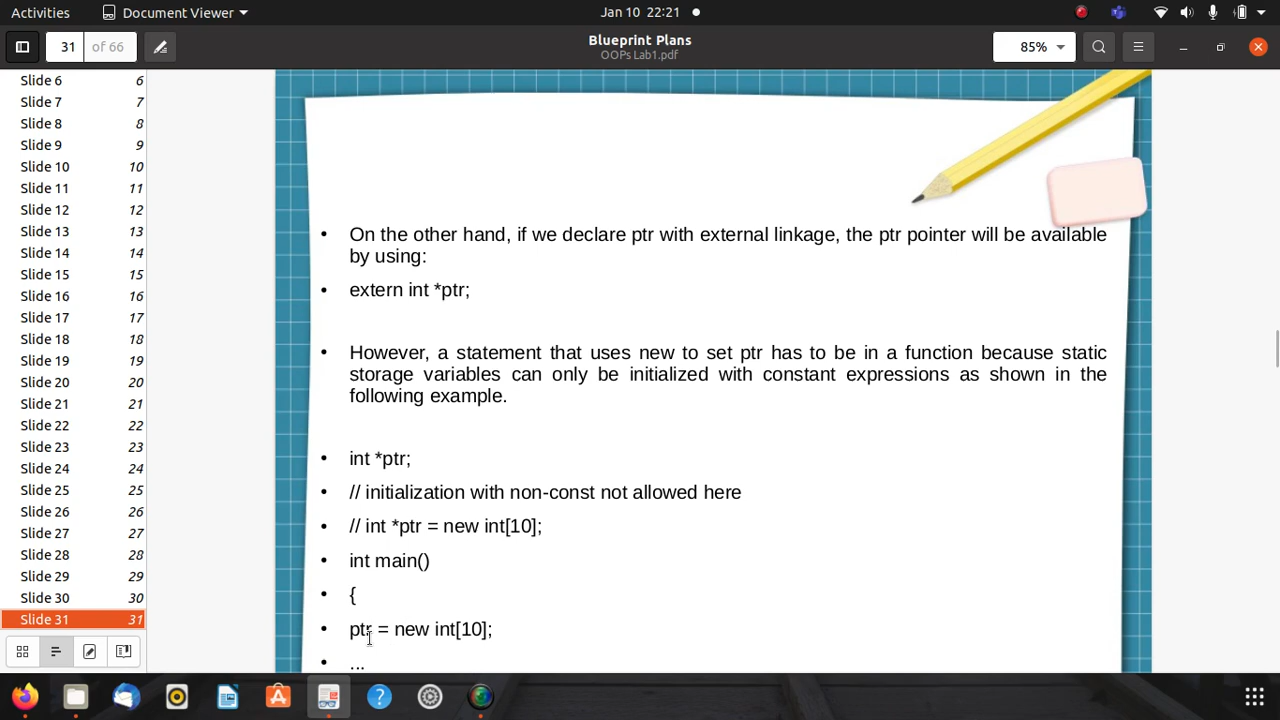 Activities
Document Viewer
Jan 10 22:21
31 of 66
Blueprint Plans
OOPs Lab1.pdf
85%
Slide 6 6
Slide 7 7
Slide 8 8
Slide 9 9
Slide 10 10
Slide 11 11
Slide 12 12
Slide 13 13
Slide 14 14
Slide 15 15
Slide 16 16
Slide 17 17
Slide 18 18
Slide 19 19
Slide 20 20
Slide 21 21
Slide 22 22
Slide 23 23
Slide 24 24
Slide 25 25
Slide 26 26
Slide 27 27
Slide 28 28
Slide 29 29
Slide 30 30
Slide 31 31
• On the other hand, if we declare ptr with external linkage, the ptr pointer will be available
by using:
• extern int *ptr;
• However, a statement that uses new to set ptr has to be in a function because static
storage variables can only be initialized with constant expressions as shown in the
following example.
• int *ptr;
• // initialization with non-const not allowed here
• // int *ptr = new int[10];
• int main()
• {
• ptr = new int[10];
• ...